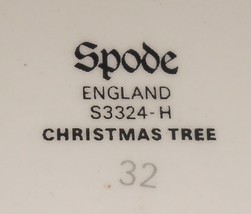 Spode
ENGLAND
S3324-H
CHRISTMAS TREE
32